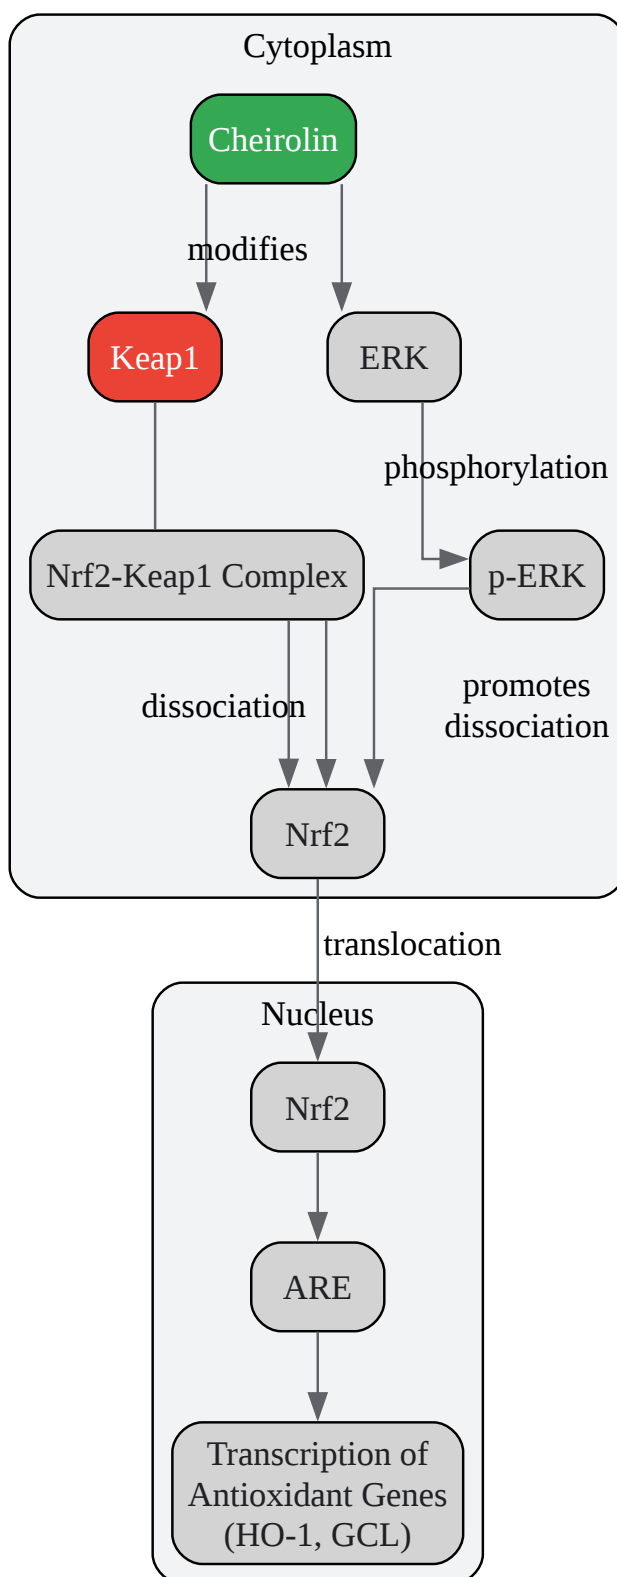 Cytoplasm
Cheirolin
modifies
Keap1
ERK
phosphorylation
Nrf2-Keap1 Complex
p-ERK
dissociation
promotes
dissociation
Nrf2
translocation
Nucleus
Nrf2
ARE
Transcription of
Antioxidant Genes
(HO-1, GCL)